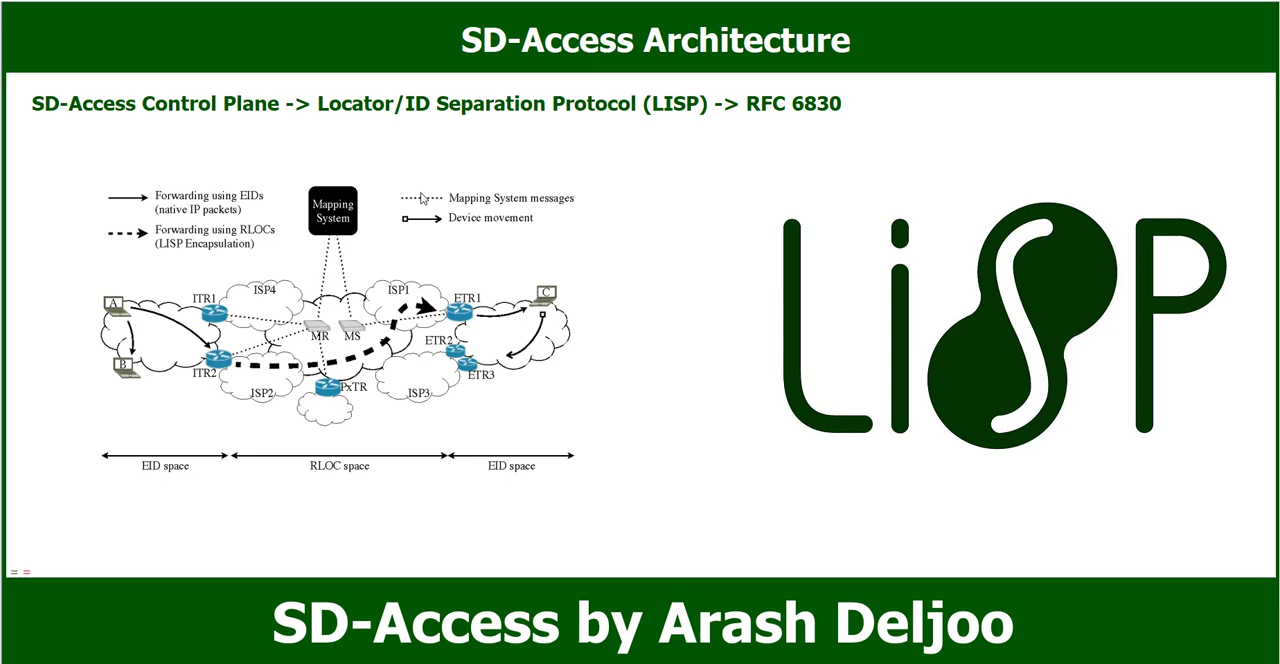 SD-Access Architecture
SD-Access Control Plane -> Locator/ID Separation Protocol (LISP) -> RFC 6830
Forwarding using EIDs
(native IP packets)
Forwarding using RLOCs
(LISP Encapsulation)
Mapping
System
Mapping System messages
Device movement
A
B
ITR1
ITR2
ISP4
ISP2
MR
MS
PxTR
ISP1
ISP3
ETR1
ETR2
ETR3
C
EID space
RLOC space
EID space
LiSP
SD-Access by Arash Deljoo